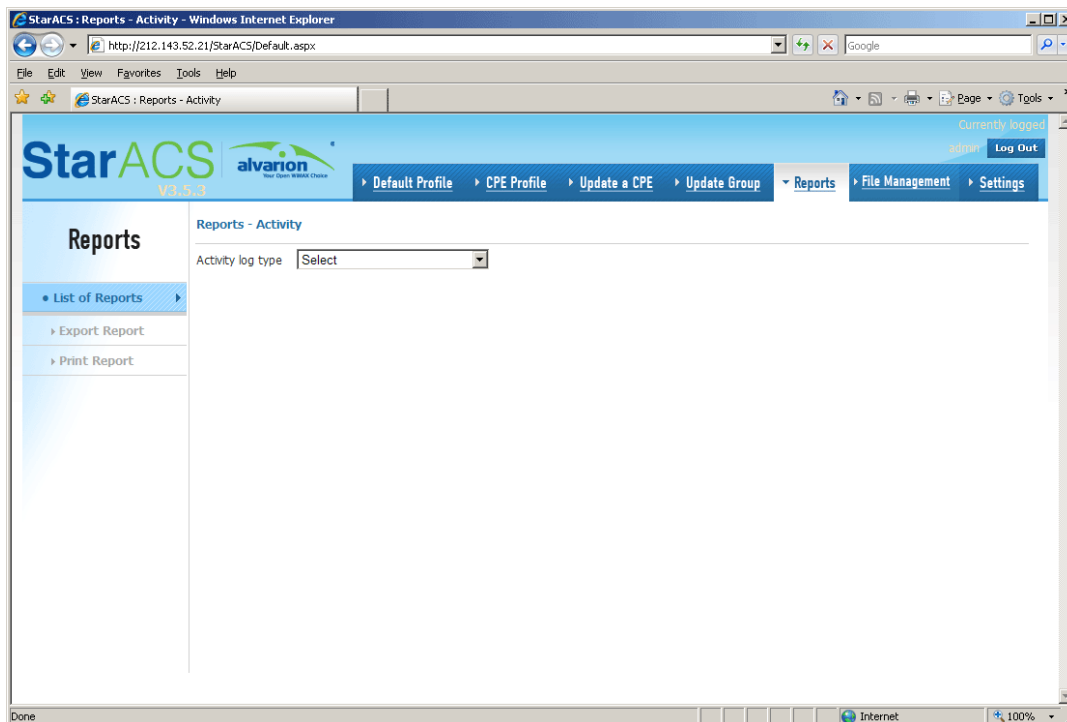 StarACS : Reports - Activity - Windows Internet Explorer
http://212.143.52.21/StarACS/Default.aspx
Google
File Edit View Favorites Tools Help
StarACS : Reports - Activity
Page
Tools
Currently logged
admin Log Out
StarACS
V3.5.3
alvarion
Your Open WiMAX Choice
Default Profile
CPE Profile
Update a CPE
Update Group
Reports
File Management
Settings
Reports
List of Reports
Export Report
Print Report
Reports - Activity
Activity log type Select
Done
Internet
100%